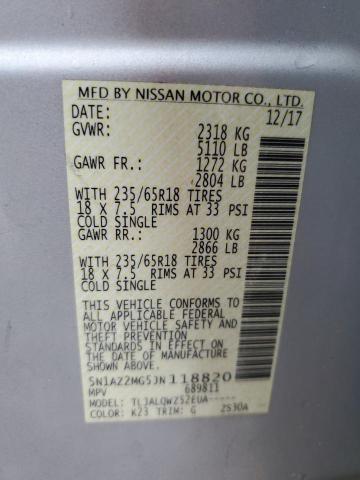 MFD BY NISSAN MOTOR CO., LTD.
DATE: 12/17
GVWR: 2318 KG
5110 LB
GAWR FR.: 1272 KG
2804 LB
WITH 235/65R18 TIRES
18 X 7.5 RIMS AT 33 PSI
COLD SINGLE
GAWR RR.: 1300 KG
2866 LB
WITH 235/65R18 TIRES
18 X 7.5 RIMS AT 33 PSI
COLD SINGLE
THIS VEHICLE CONFORMS TO
ALL APPLICABLE FEDERAL
MOTOR VEHICLE SAFETY
STANDARDS IN EFFECT ON
THE DATE OF MANUFACTURE
SHOWN ABOVE.
5N1AZ2MG5JN118820
MPV 689811
MODEL: TLJALQWZ52EUA-----
COLOR: K23 TRIM: G 2S30A